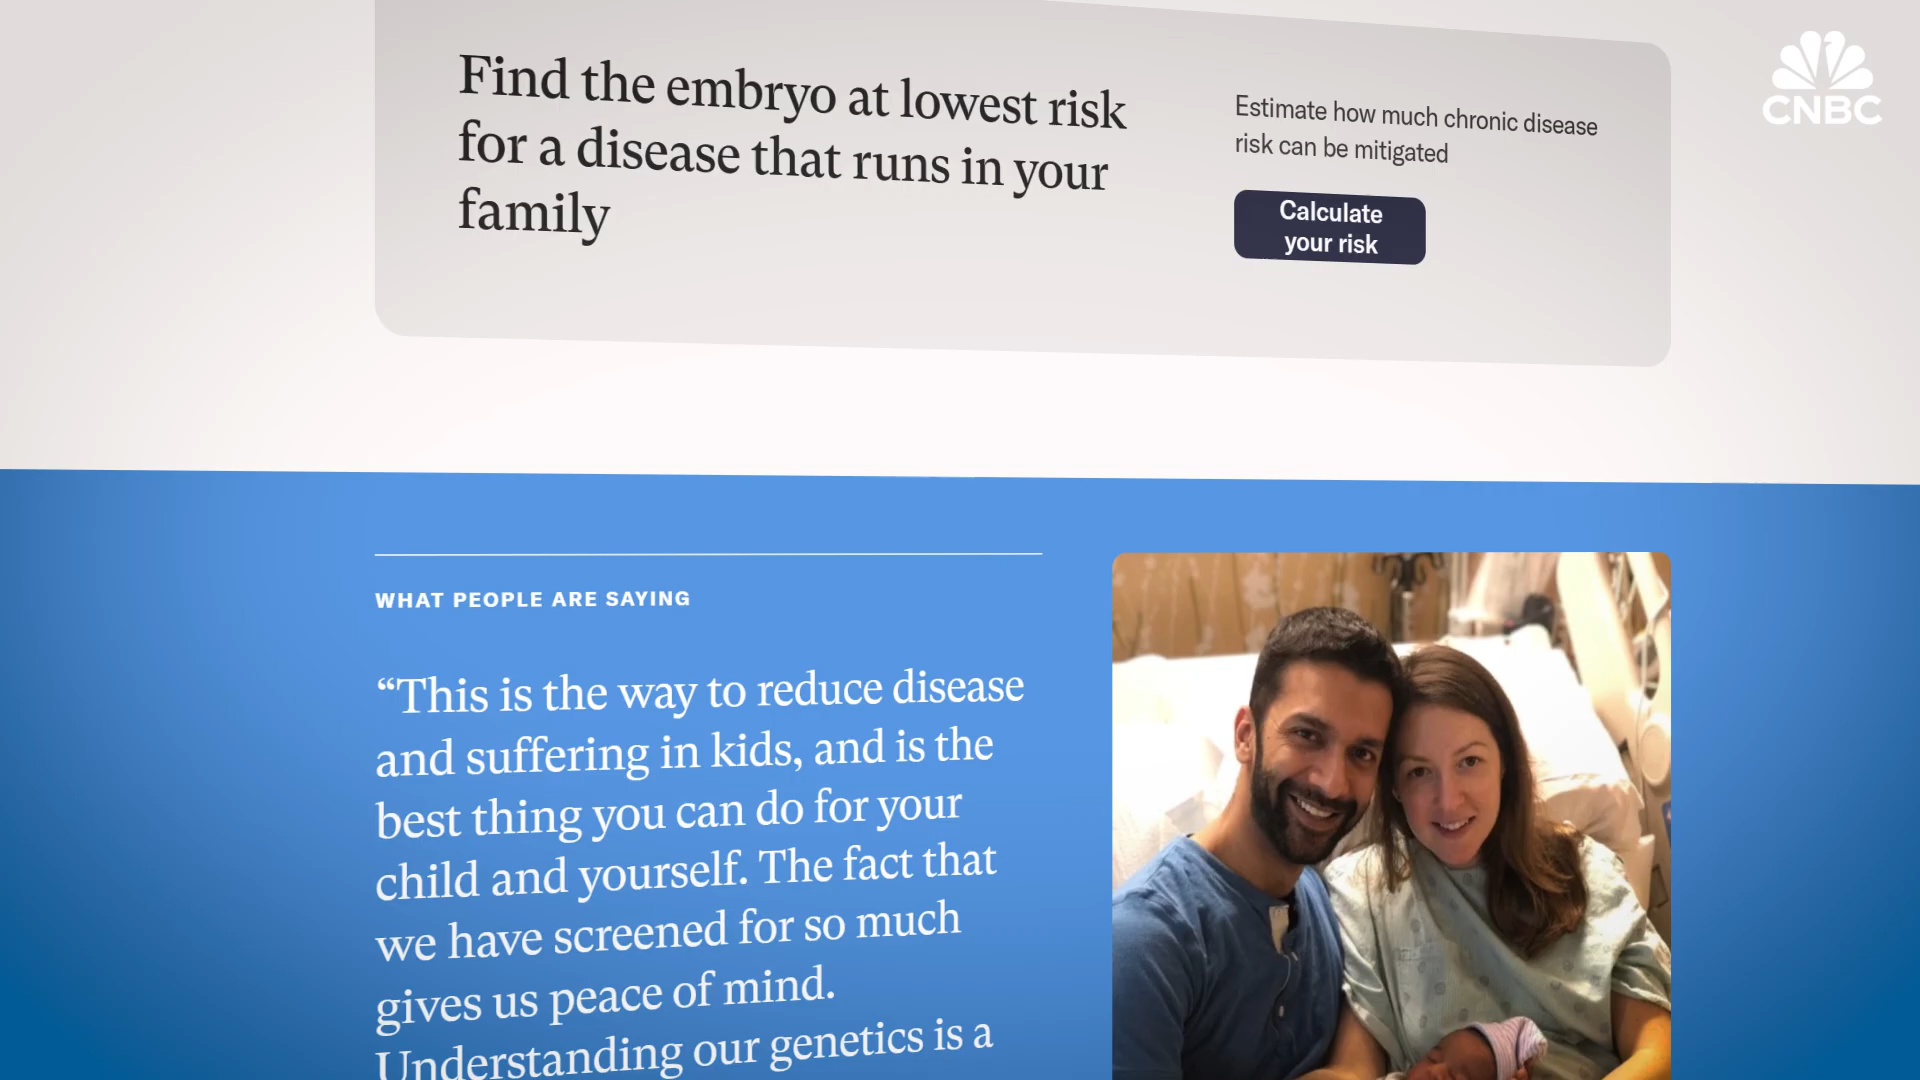 Find the embryo at lowest risk
for a disease that runs in your
family
Estimate how much chronic disease
risk can be mitigated
Calculate
your risk
CNBC
WHAT PEOPLE ARE SAYING
“This is the way to reduce disease
and suffering in kids, and is the
best thing you can do for your
child and yourself. The fact that
we have screened for so much
gives us peace of mind.
Understanding our genetics is a